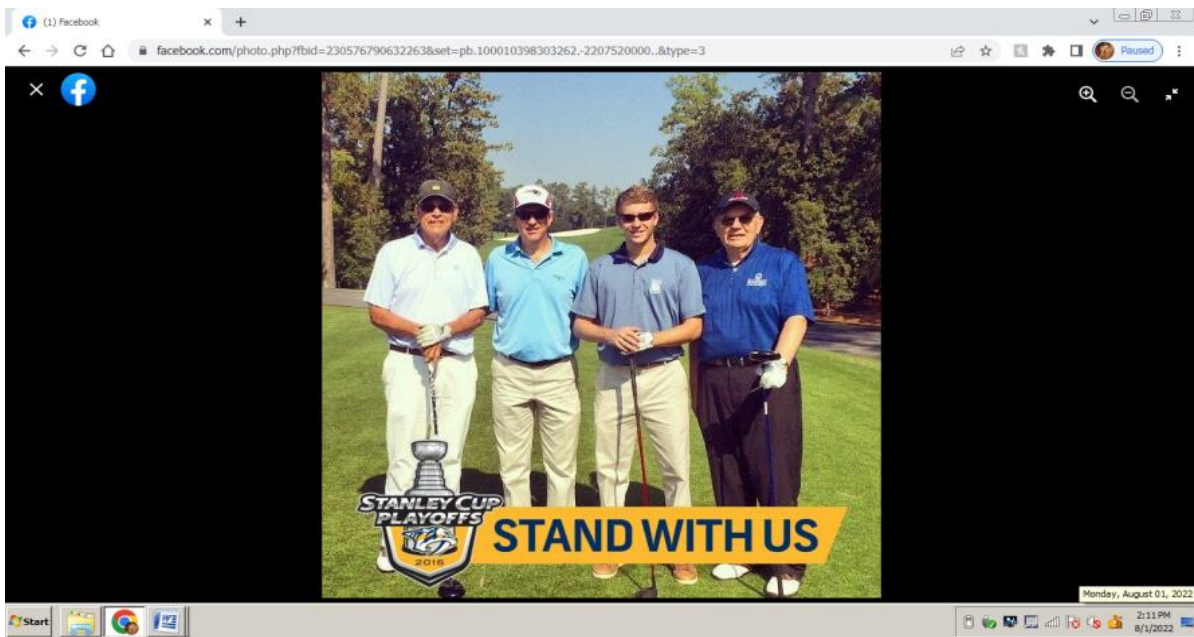 (1) Facebook
facebook.com/photo.php?fbid=230576790632263&set=pb.100010398303262.-2207520000..&type=3
Paused
STANLEY CUP
PLAYOFFS
2016
STAND WITH US
Monday, August 01, 2022
Start
2:11 PM
8/1/2022